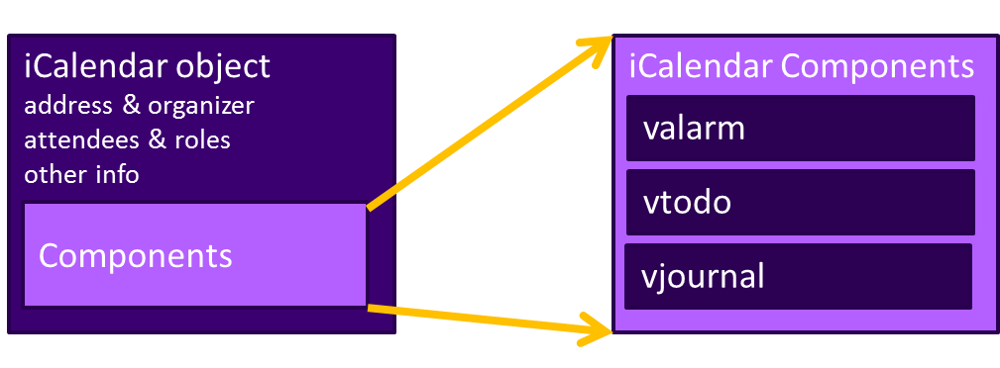 iCalendar object
address & organizer
attendees & roles
other info
Components
iCalendar Components
valarm
vtodo
vjournal